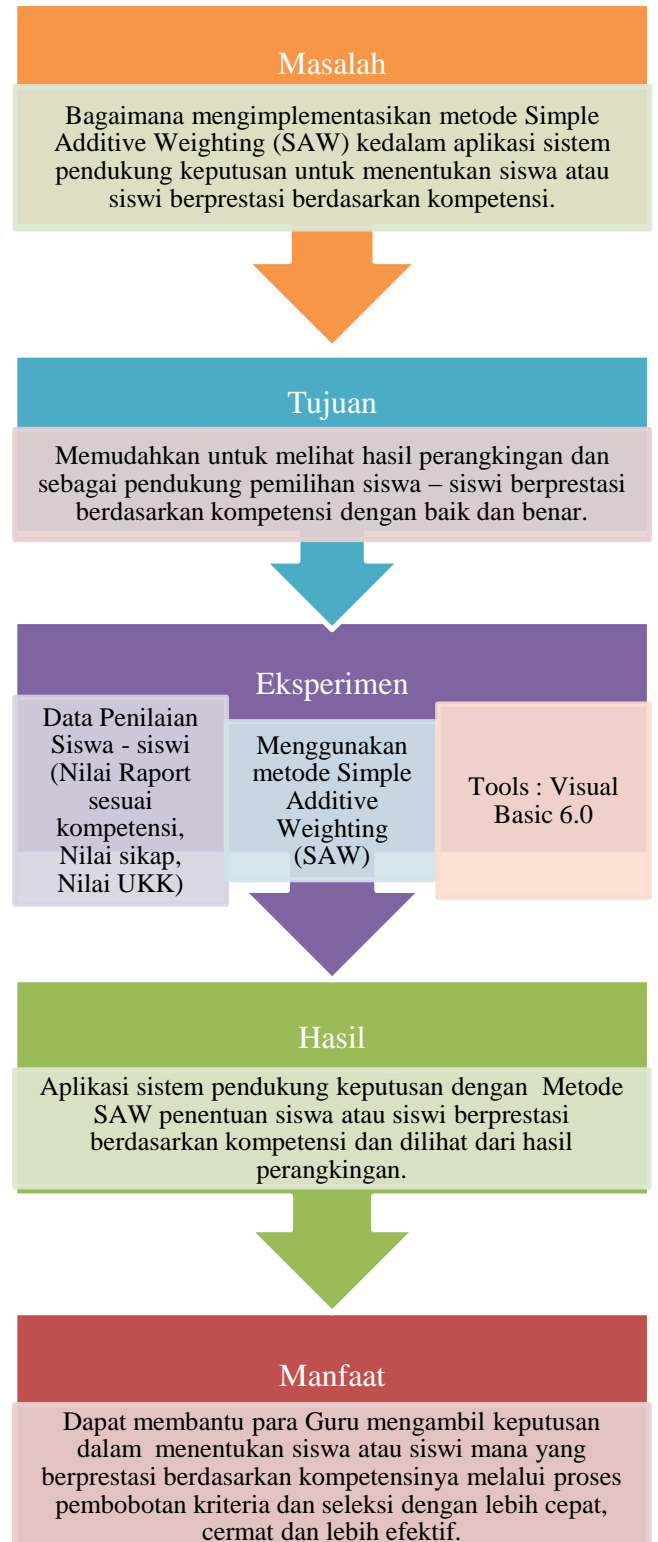 Masalah
Bagaimana mengimplementasikan metode Simple
Additive Weighting (SAW) kedalam aplikasi sistem
pendukung keputusan untuk menentukan siswa atau
siswi berprestasi berdasarkan kompetensi.
Tujuan
Memudahkan untuk melihat hasil perangkingan dan
sebagai pendukung pemilihan siswa – siswi berprestasi
berdasarkan kompetensi dengan baik dan benar.
Eksperimen
Data Penilaian
Siswa - siswi
(Nilai Raport
sesuai
kompetensi,
Nilai sikap,
Nilai UKK)
Menggunakan
metode Simple
Additive
Weighting
(SAW)
Tools : Visual
Basic 6.0
Hasil
Aplikasi sistem pendukung keputusan dengan Metode
SAW penentuan siswa atau siswi berprestasi
berdasarkan kompetensi dan dilihat dari hasil
perangkingan.
Manfaat
Dapat membantu para Guru mengambil keputusan
dalam menentukan siswa atau siswi mana yang
berprestasi berdasarkan kompetensinya melalui proses
pembobotan kriteria dan seleksi dengan lebih cepat,
cermat dan lebih efektif.